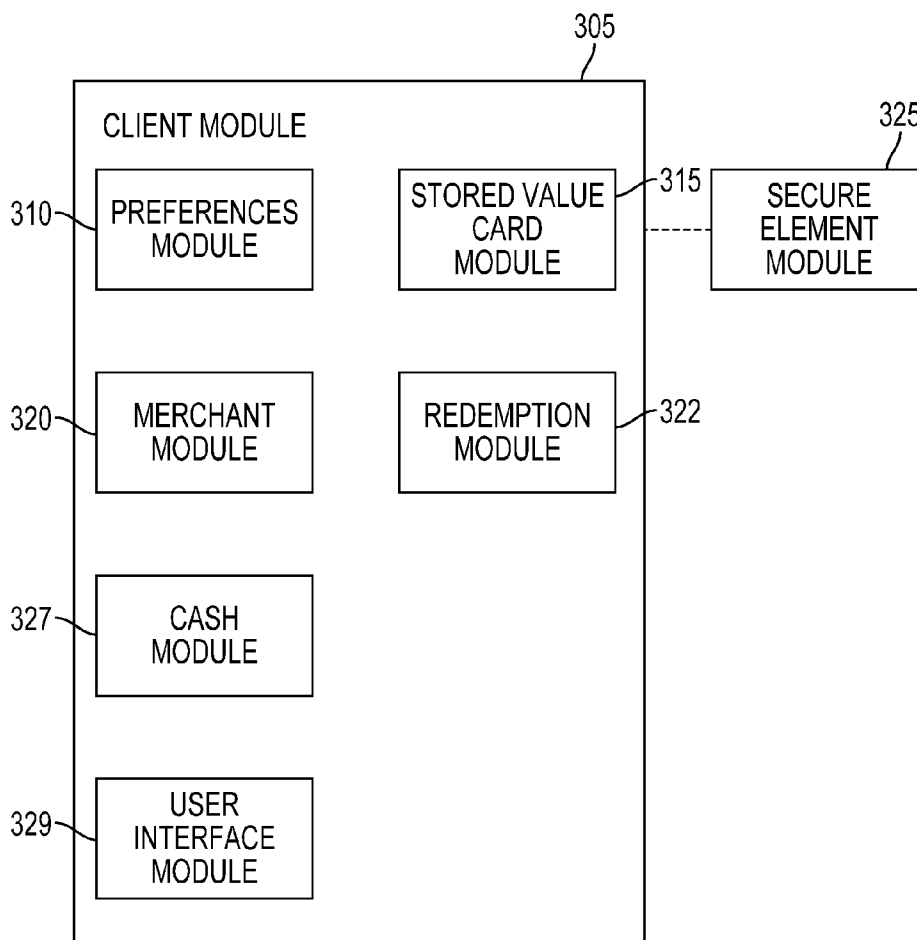 305
CLIENT MODULE
325
310
PREFERENCES
MODULE
STORED VALUE
CARD
MODULE
315
SECURE
ELEMENT
MODULE
320
MERCHANT
MODULE
REDEMPTION
MODULE
322
327
CASH
MODULE
329
USER
INTERFACE
MODULE